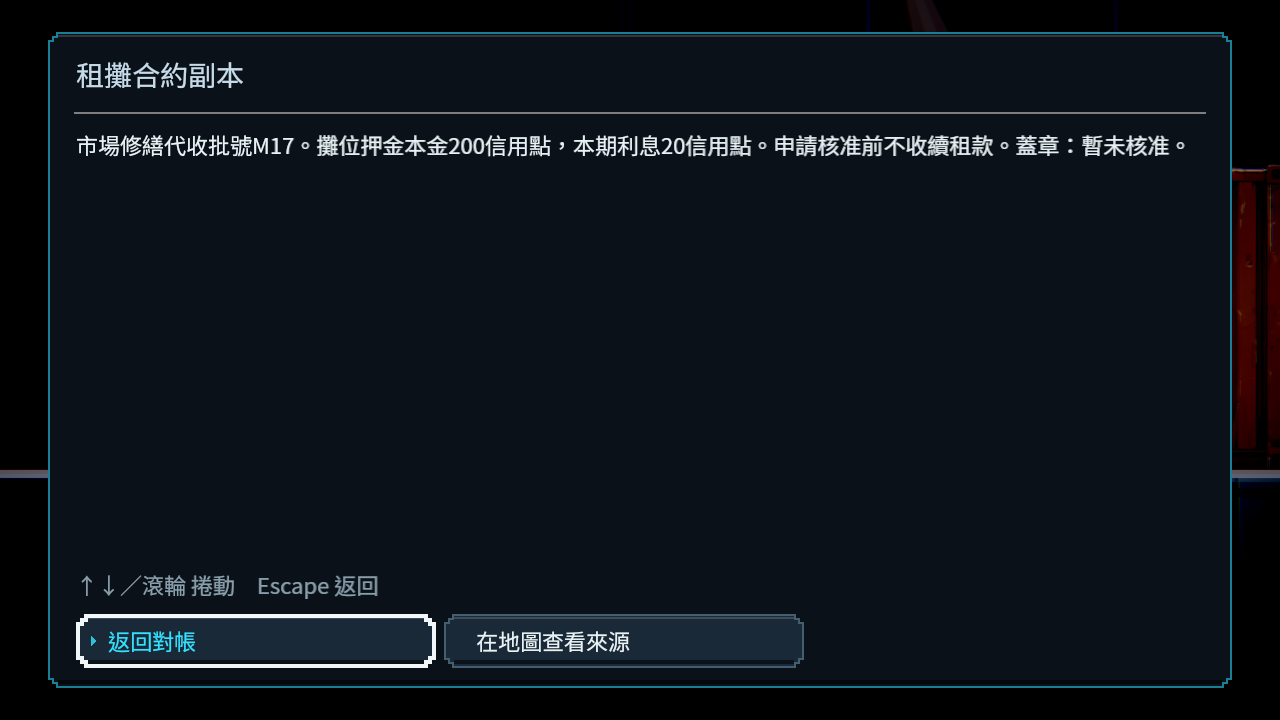 租攤合約副本
市場修繕代收批號M17。攤位押金本金200信用點，本期利息20信用點。申請核准前不收續租款。蓋章：暫未核准。
↑↓／滾輪 捲動　Escape 返回
返回對帳
在地圖查看來源